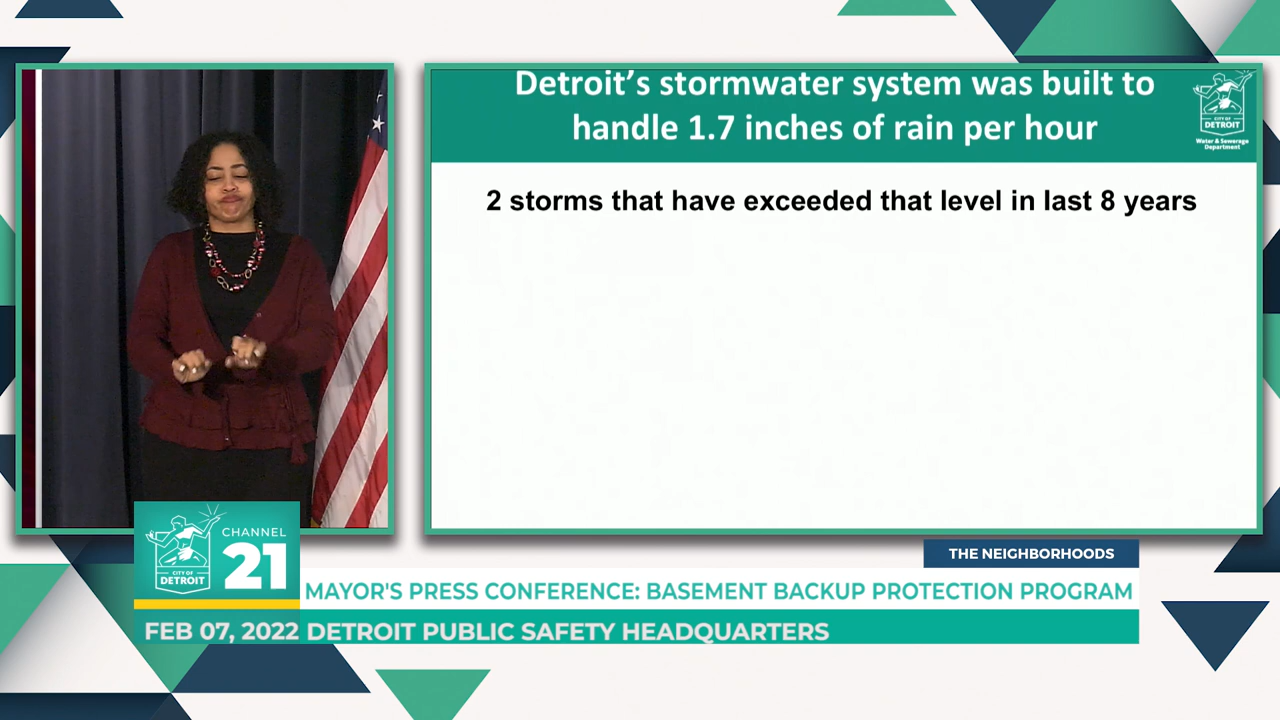 Detroit's stormwater system was built to
handle 1.7 inches of rain per hour
CITY OF
DETROIT
Water & Sewerage
Department
2 storms that have exceeded that level in last 8 years
THE NEIGHBORHOODS
CHANNEL
21
CITY OF
DETROIT
MAYOR'S PRESS CONFERENCE: BASEMENT BACKUP PROTECTION PROGRAM
FEB 07, 2022 DETROIT PUBLIC SAFETY HEADQUARTERS